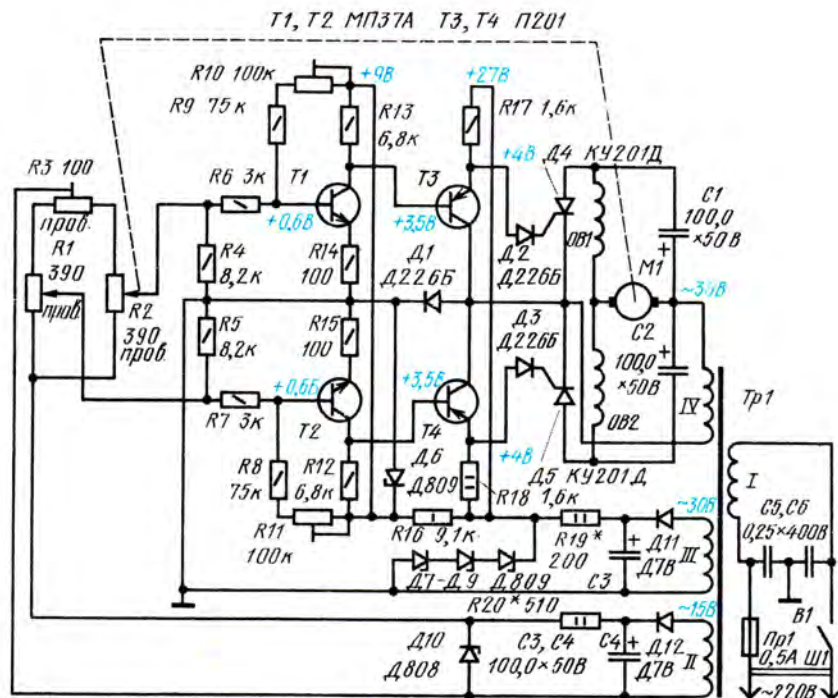 Т1, Т2 МП37А Т3, Т4 П201
R10 100к
+9В
+27В
R9 75к
R13
6,8к
R17 1,6к
+4В
Д4
КУ201Д
R3 100
пров.
R6 3к
Т1
Т3
С1
100,0
×50В
+
R1
390
пров.
+0,6В
+3,5В
R4
8,2к
R14
100
Д1
Д226Б
Д2
Д226Б
ОВ1
М1
R2
390
пров.
R5
8,2к
R15
100
Д3
Д226Б
С2
100,0
×50В
+
+0,6В
+3,5В
IV
Тр1
R7 3к
Т2
Т4
ОВ2
+4В
Д5 КУ201Д
R8
75к
R12
6,8к
Д6
Д809
R18 1,6к
I
~30В
С5, С6
0,25×400В
R11
100к
R16 9,1к
R19*
200
+
Д11
Д7В
III
Д7-Д9 Д809
С3
R20* 510
~15В
В1
Д10
Д808
С3, С4
100,0×50В
С4
+
Д12
Д7В
II
Пр1
0,5А
Ш1
~220В